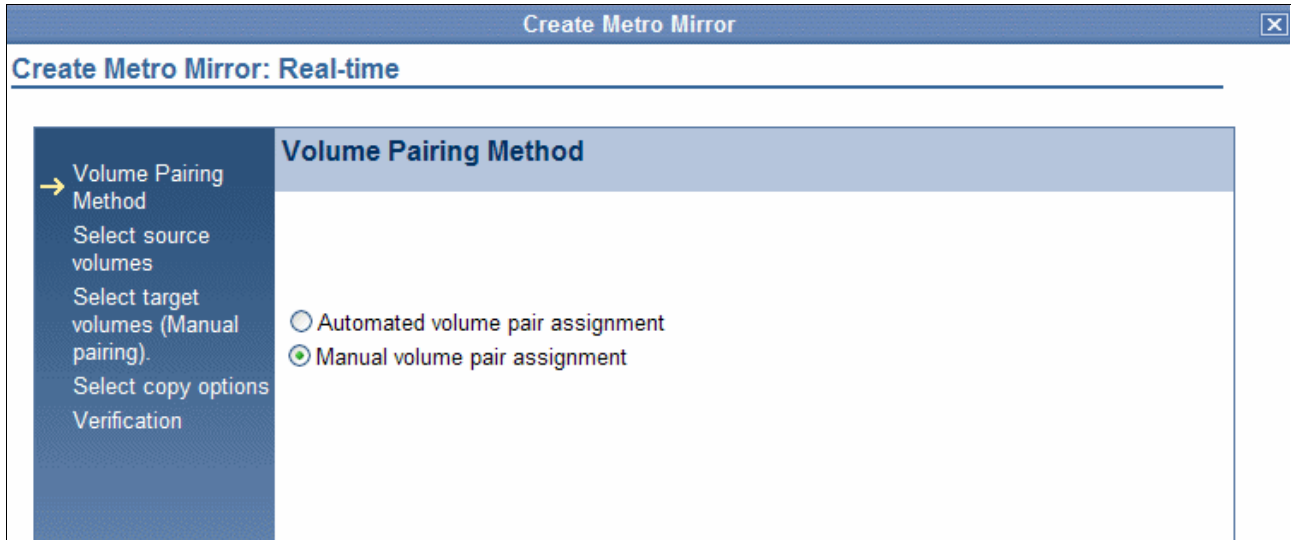 Create Metro Mirror
Create Metro Mirror: Real-time
Volume Pairing
Method
Select source
volumes
Select target
volumes (Manual
pairing).
Select copy options
Verification
Volume Pairing Method
Automated volume pair assignment
Manual volume pair assignment